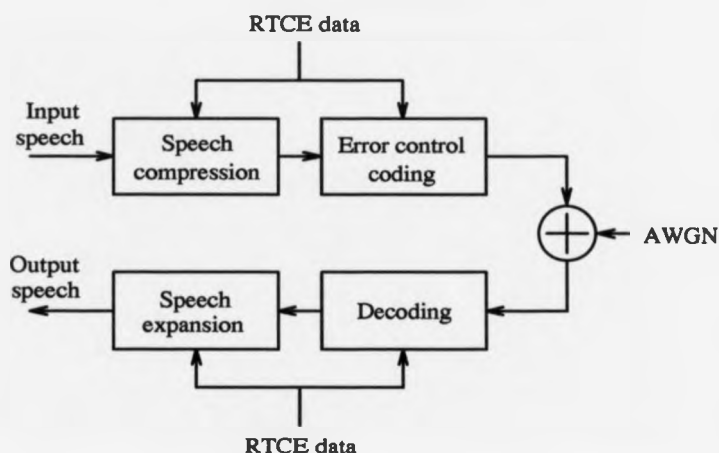 RTCE data
Input
speech
Speech
compression
Error control
coding
AWGN
Output
speech
Speech
expansion
Decoding
RTCE data